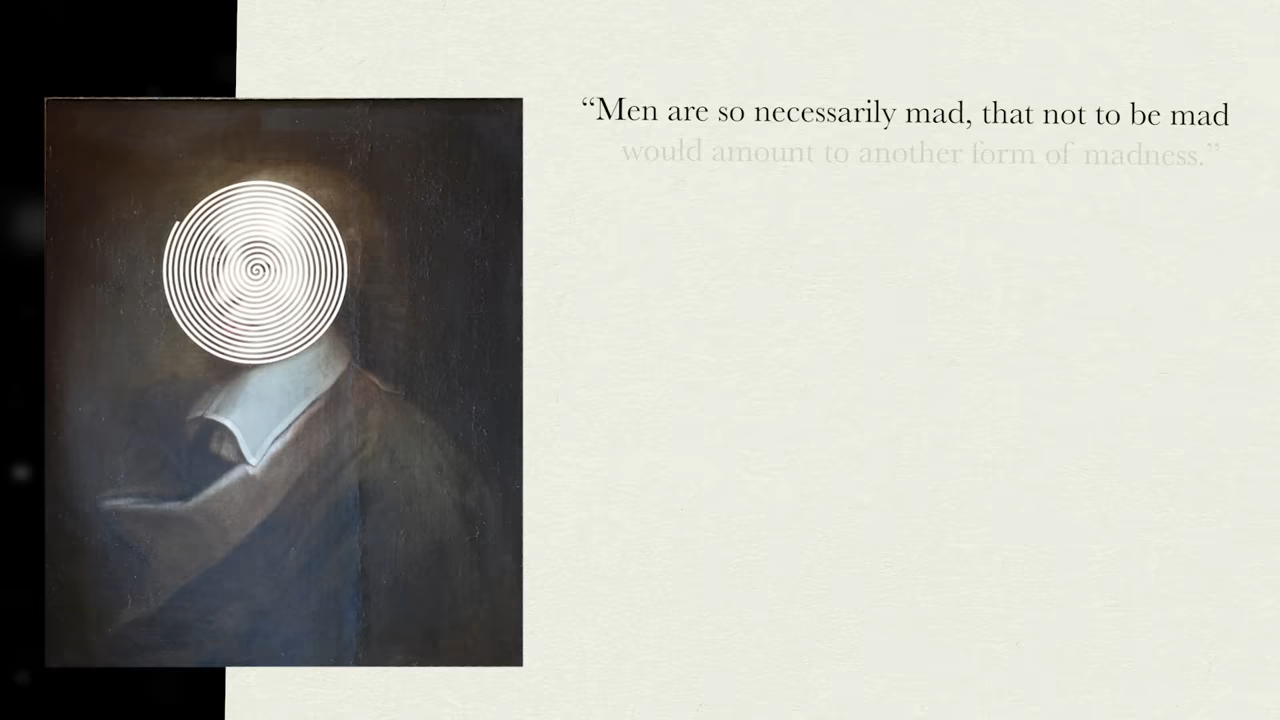 “Men are so necessarily mad, that not to be mad
would amount to another form of madness.”